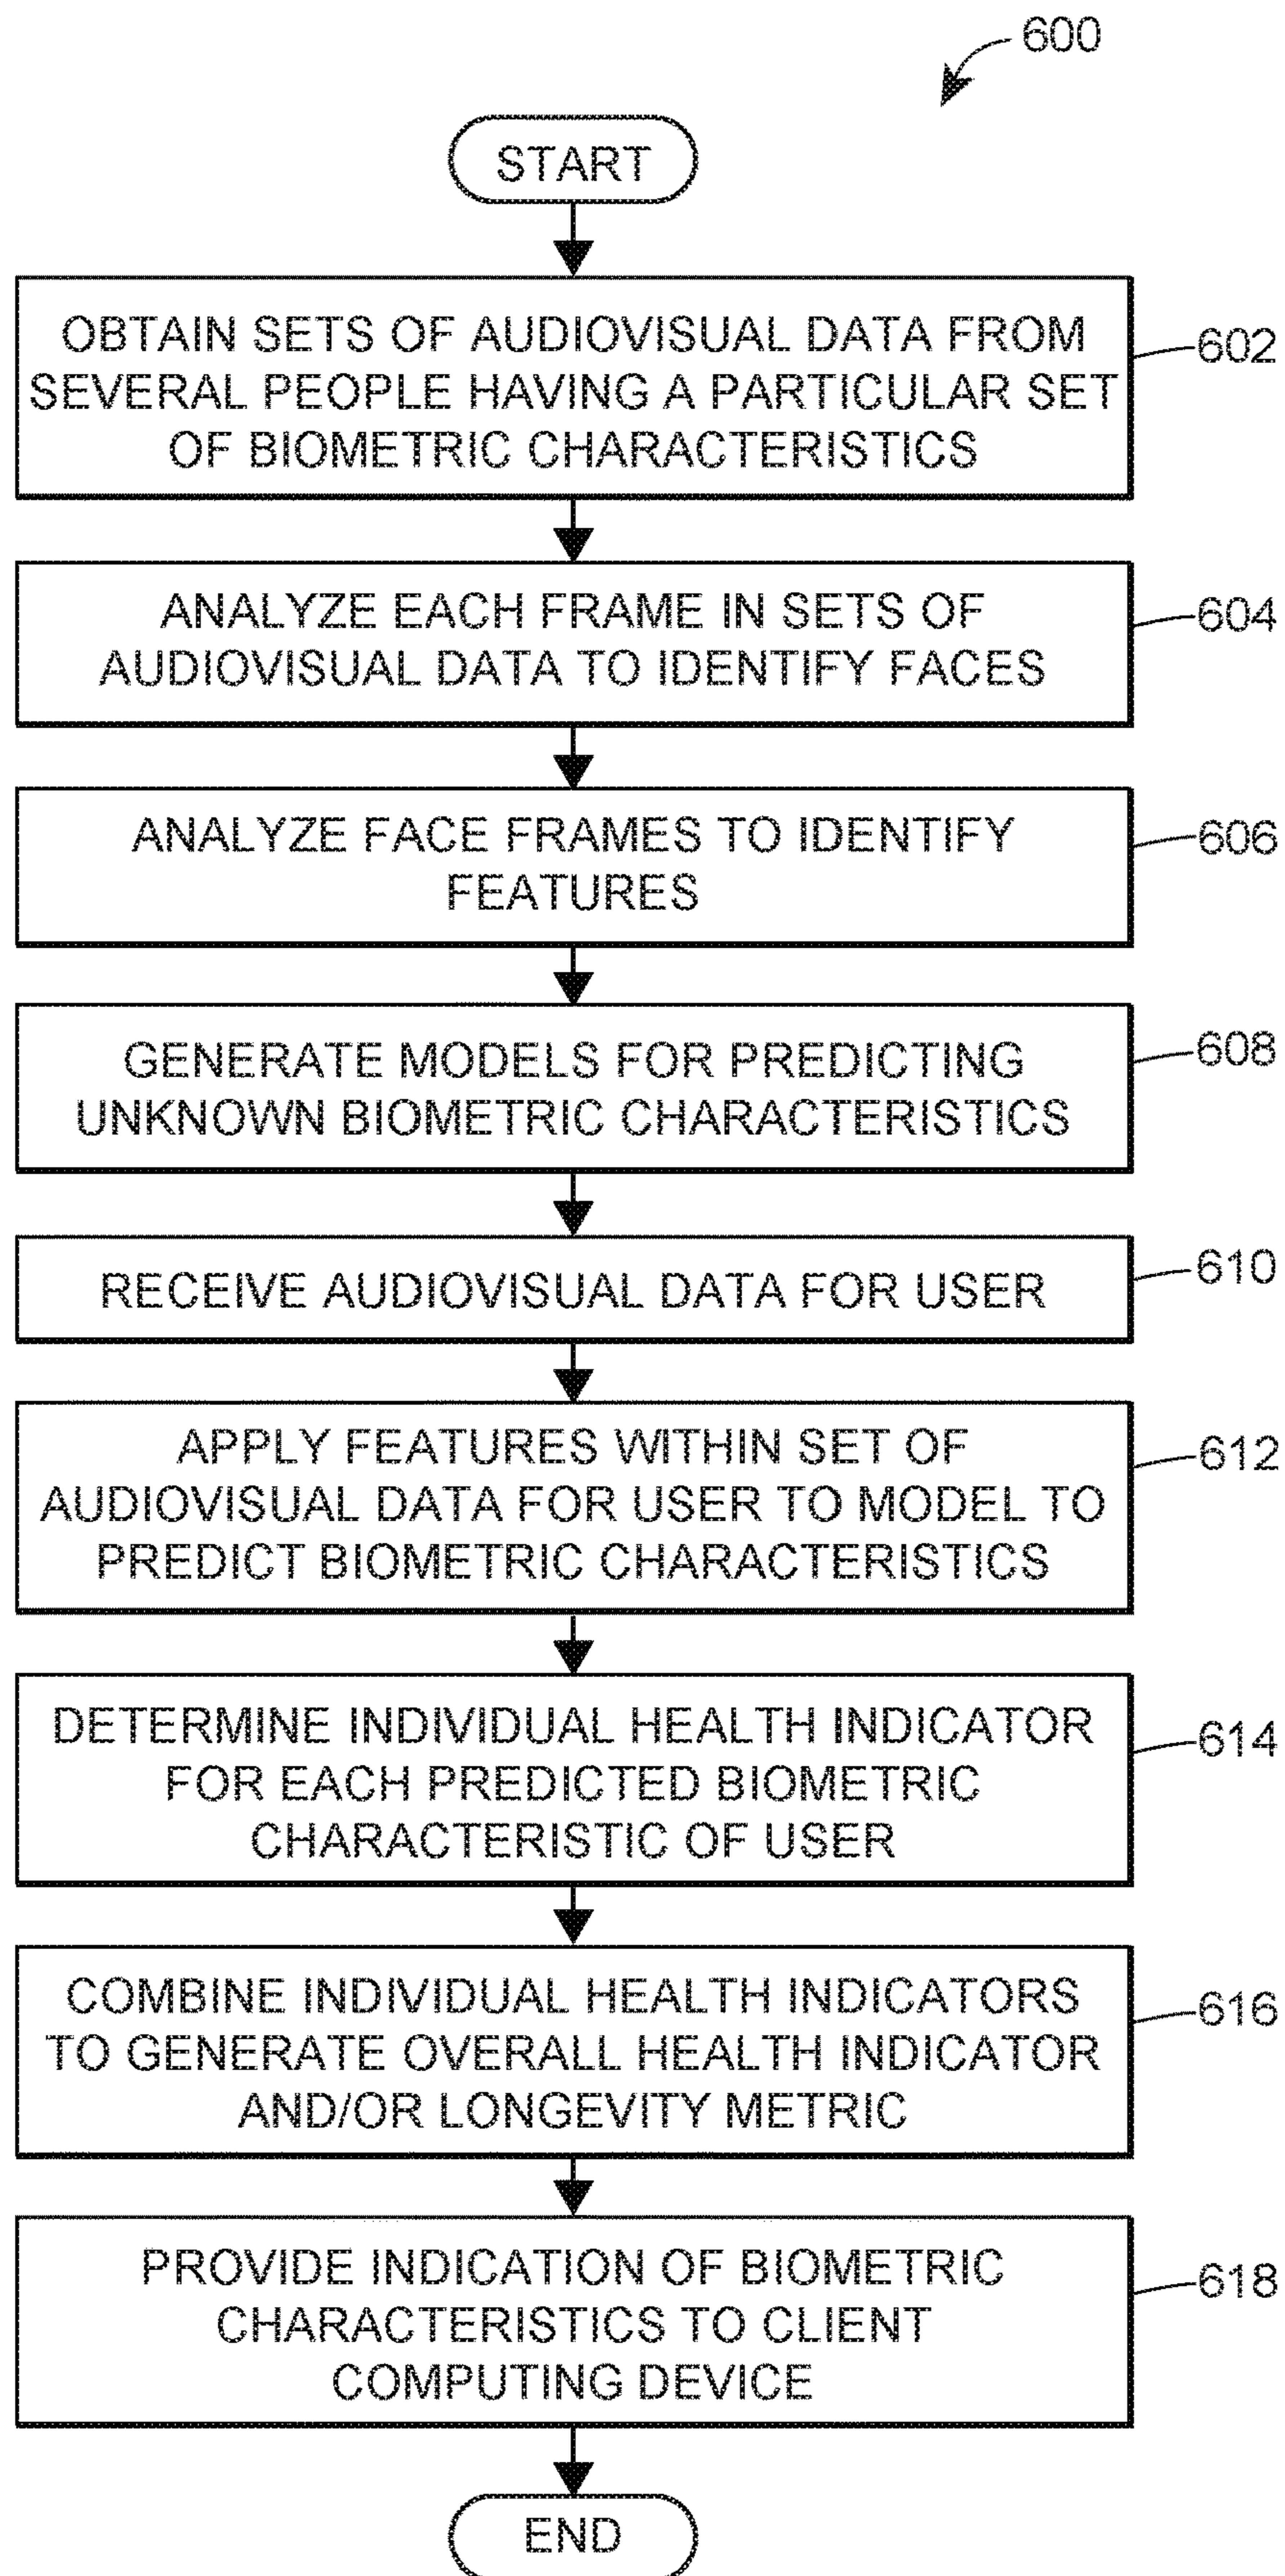 600
START
OBTAIN SETS OF AUDIOVISUAL DATA FROM
SEVERAL PEOPLE HAVING A PARTICULAR SET
OF BIOMETRIC CHARACTERISTICS
602
ANALYZE EACH FRAME IN SETS OF
AUDIOVISUAL DATA TO IDENTIFY FACES
604
ANALYZE FACE FRAMES TO IDENTIFY
FEATURES
606
GENERATE MODELS FOR PREDICTING
UNKNOWN BIOMETRIC CHARACTERISTICS
608
RECEIVE AUDIOVISUAL DATA FOR USER
610
APPLY FEATURES WITHIN SET OF
AUDIOVISUAL DATA FOR USER TO MODEL TO
PREDICT BIOMETRIC CHARACTERISTICS
612
DETERMINE INDIVIDUAL HEALTH INDICATOR
FOR EACH PREDICTED BIOMETRIC
CHARACTERISTIC OF USER
614
COMBINE INDIVIDUAL HEALTH INDICATORS
TO GENERATE OVERALL HEALTH INDICATOR
AND/OR LONGEVITY METRIC
616
PROVIDE INDICATION OF BIOMETRIC
CHARACTERISTICS TO CLIENT
COMPUTING DEVICE
618
END